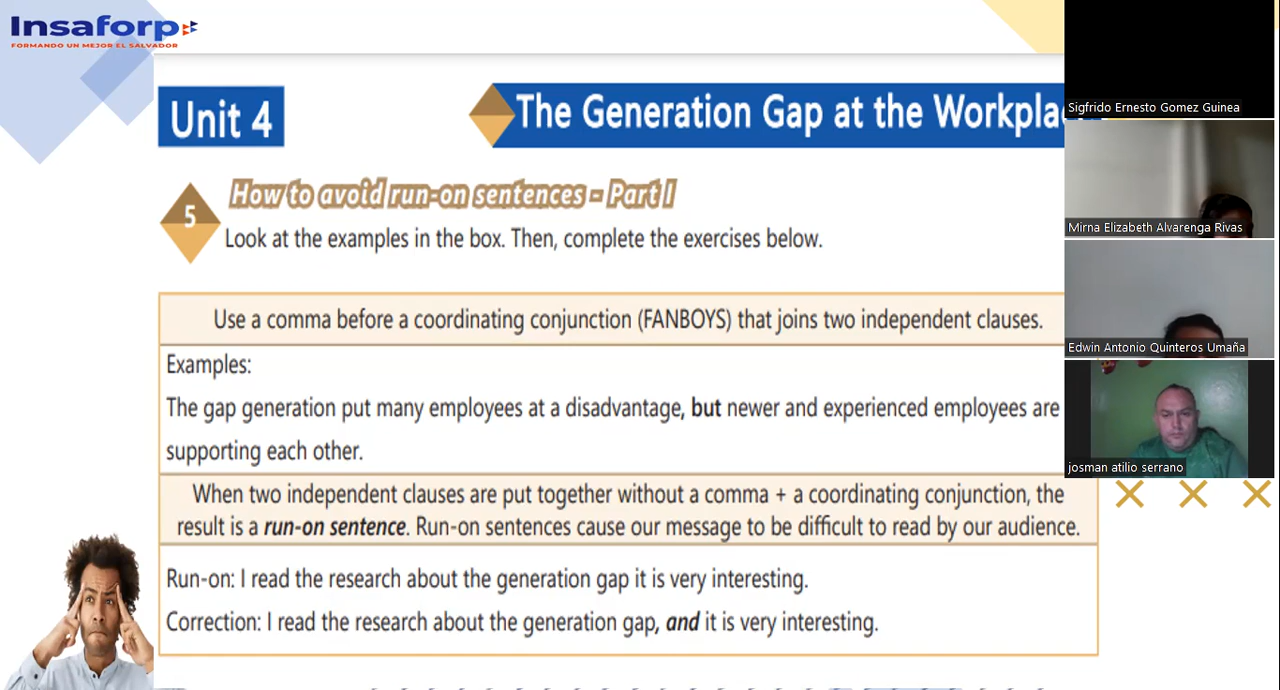 Insaforp
FORMANDO UN MEJOR EL SALVADOR
Unit 4
The Generation Gap at the Workplac
5
How to avoid run-on sentences - Part I
Look at the examples in the box. Then, complete the exercises below.
Use a comma before a coordinating conjunction (FANBOYS) that joins two independent clauses.
Examples:
The gap generation put many employees at a disadvantage, but newer and experienced employees are
supporting each other.
When two independent clauses are put together without a comma + a coordinating conjunction, the
result is a run-on sentence. Run-on sentences cause our message to be difficult to read by our audience.
Run-on: I read the research about the generation gap it is very interesting.
Correction: I read the research about the generation gap, and it is very interesting.
Sigfrido Ernesto Gomez Guinea
Mirna Elizabeth Alvarenga Rivas
Edwin Antonio Quinteros Umaña
josman atilio serrano